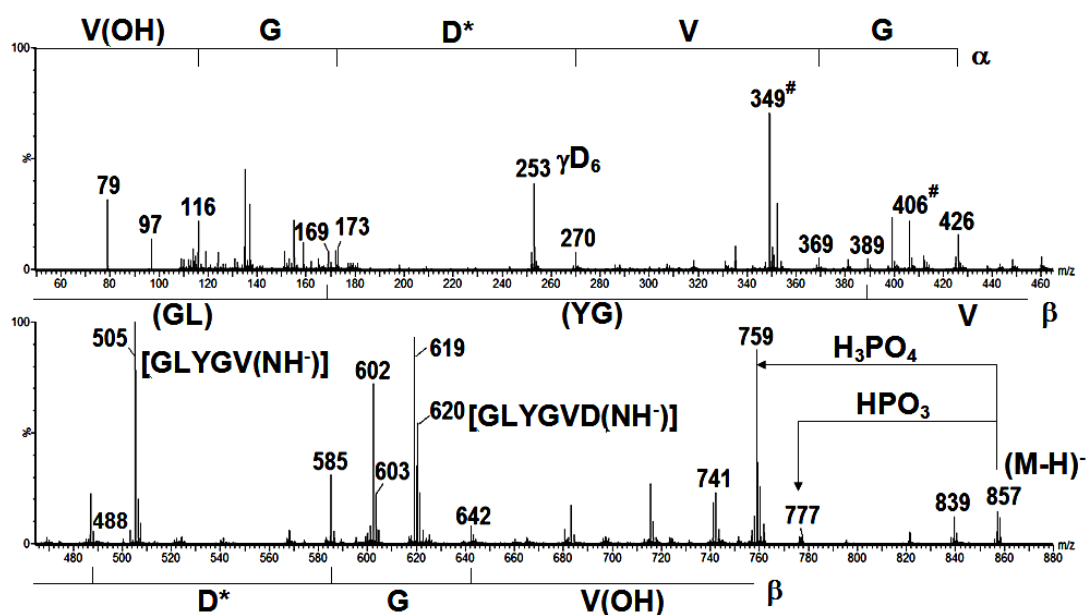 V(OH) G D* V G α
100
349#
%
253 γD6
79
97
116
169
173
270
369
389
406#
426
0
60 80 100 120 140 160 180 200 220 240 260 280 300 320 340 360 380 400 420 440 460 m/z
(GL) (YG) V β
100
505
[GLYGV(NH-)]
619
759
H3PO4
602
620 [GLYGVD(NH-)]
HPO3
%
585
603
(M-H)-
488
642
741
777
839
857
0
480 500 520 540 560 580 600 620 640 660 680 700 720 740 760 780 800 820 840 860 880 m/z
D* G V(OH) β